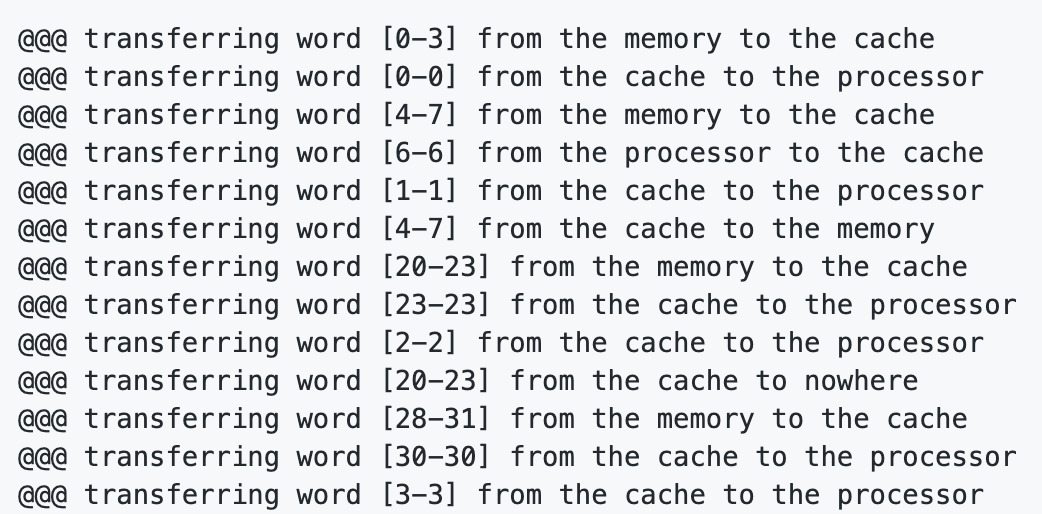 @@@ transferring word [0-3] from the memory to the cache
@@@ transferring word [0-0] from the cache to the processor
@@@ transferring word [4-7] from the memory to the cache
@@@ transferring word [6-6] from the processor to the cache
@@@ transferring word [1-1] from the cache to the processor
@@@ transferring word [4-7] from the cache to the memory
@@@ transferring word [20-23] from the memory to the cache
@@@ transferring word [23-23] from the cache to the processor
@@@ transferring word [2-2] from the cache to the processor
@@@ transferring word [20-23] from the cache to nowhere
@@@ transferring word [28-31] from the memory to the cache
@@@ transferring word [30-30] from the cache to the processor
@@@ transferring word [3-3] from the cache to the processor